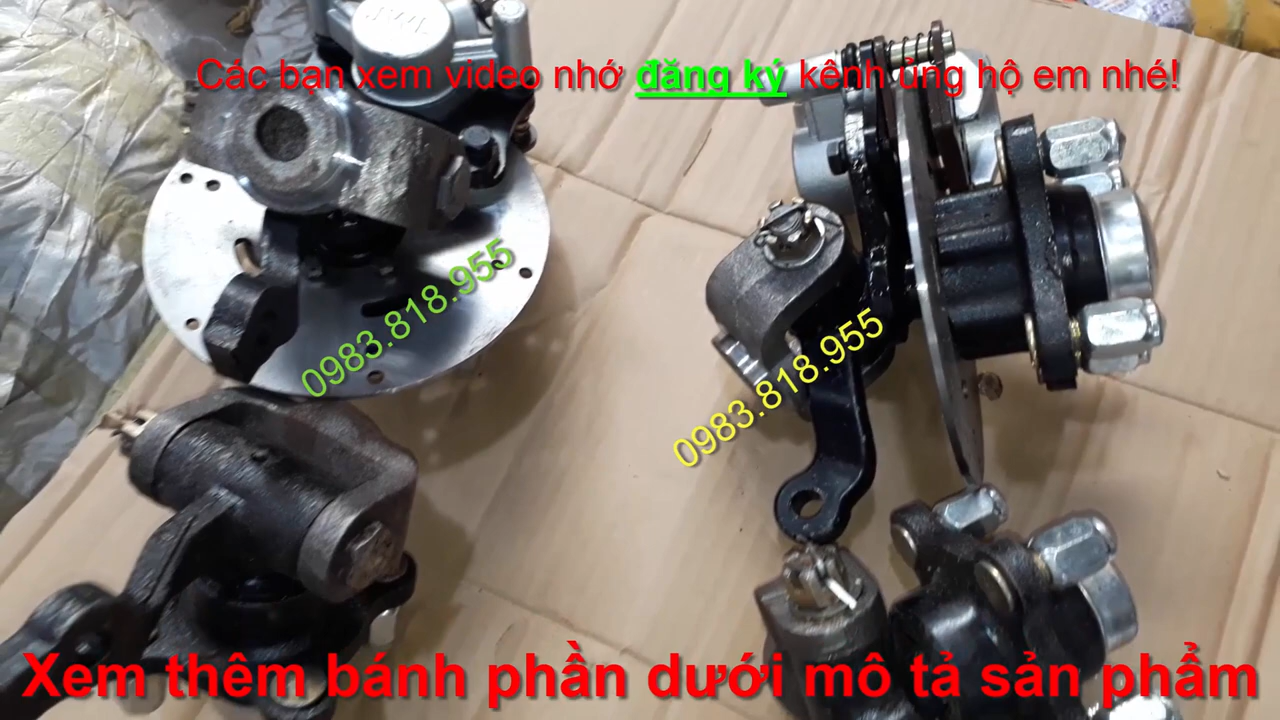 JWL
Các bạn xem video nhớ đăng ký kênh ủng hộ em nhé!
0983.818.955
0983.818.955
Xem thêm bánh phần dưới mô tả sản phẩm